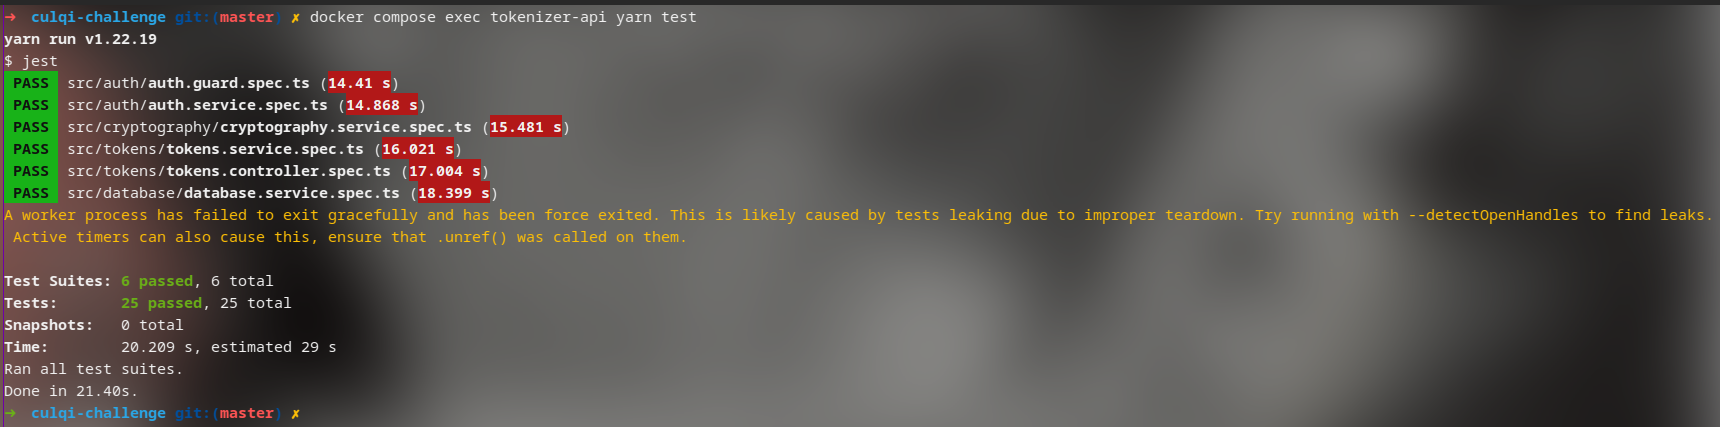 → culqi-challenge git:(master) ✗ docker compose exec tokenizer-api yarn test
yarn run v1.22.19
$ jest
PASS src/auth/auth.guard.spec.ts (14.41 s)
PASS src/auth/auth.service.spec.ts (14.868 s)
PASS src/cryptography/cryptography.service.spec.ts (15.481 s)
PASS src/tokens/tokens.service.spec.ts (16.021 s)
PASS src/tokens/tokens.controller.spec.ts (17.004 s)
PASS src/database/database.service.spec.ts (18.399 s)
A worker process has failed to exit gracefully and has been force exited. This is likely caused by tests leaking due to improper teardown. Try running with --detectOpenHandles to find leaks.
Active timers can also cause this, ensure that .unref() was called on them.
Test Suites: 6 passed, 6 total
Tests: 25 passed, 25 total
Snapshots: 0 total
Time: 20.209 s, estimated 29 s
Ran all test suites.
Done in 21.40s.
→ culqi-challenge git:(master) ✗